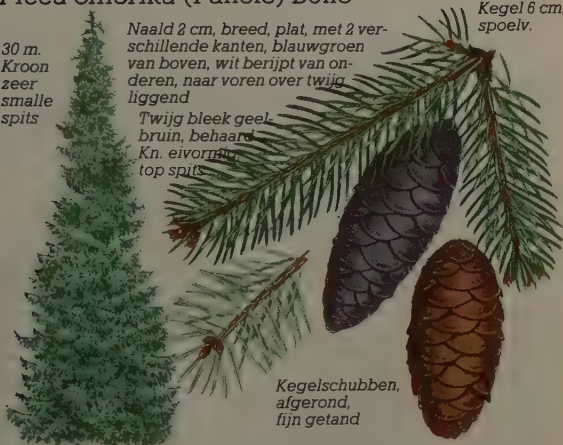 Picea omorika (Pancic) Bolle
30 m.
Kroon
zeer
smalle
spits
Naald 2 cm, breed, plat, met 2 ver-
schillende kanten, blauwgroen
van boven, wit berijpt van on-
deren, naar voren over twijg
liggend
Twijg bleek geel-
bruin, behaard
Kn. eivormig,
top spits
Kegel 6 cm,
spoelv.
Kegelschubben,
afgerond,
fijn getand